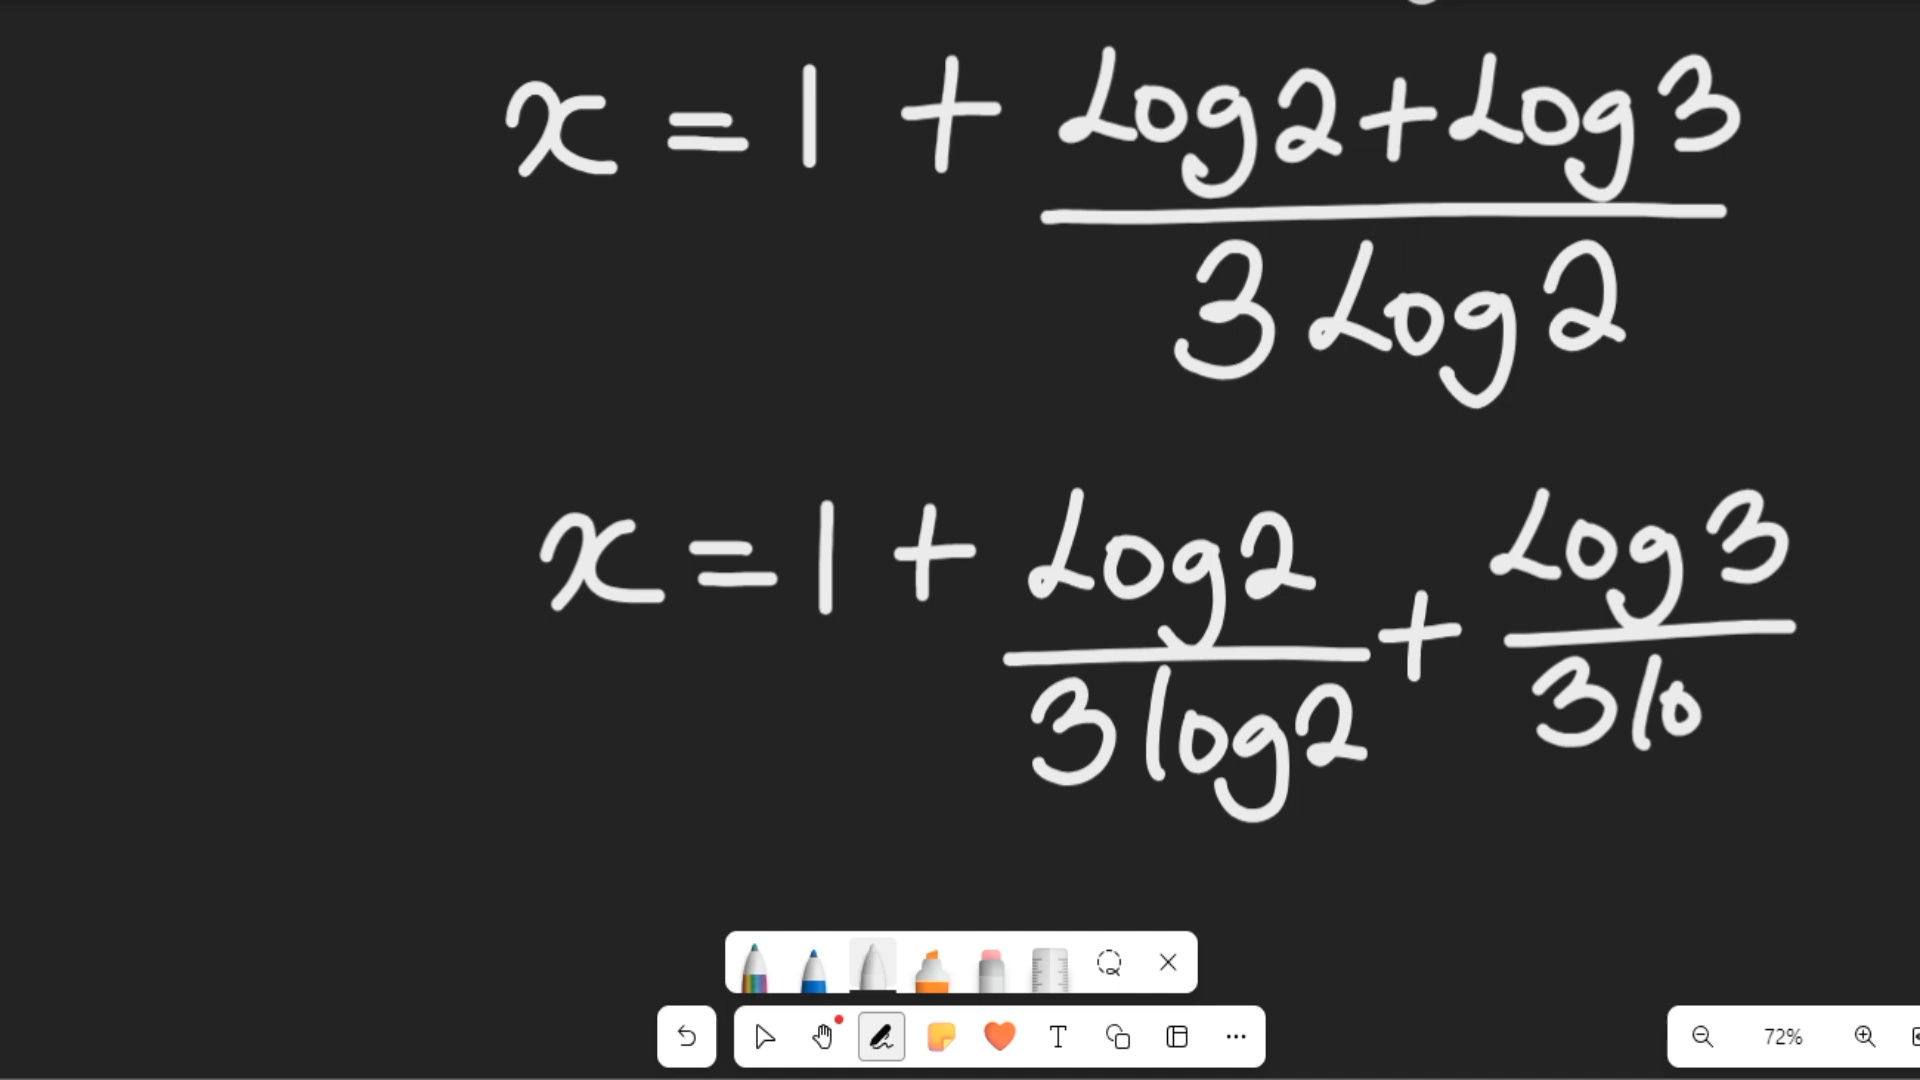 x = 1 + Log2+Log3
3Log2
x = 1 + Log2 + Log3
3log2 3lo
T
72%